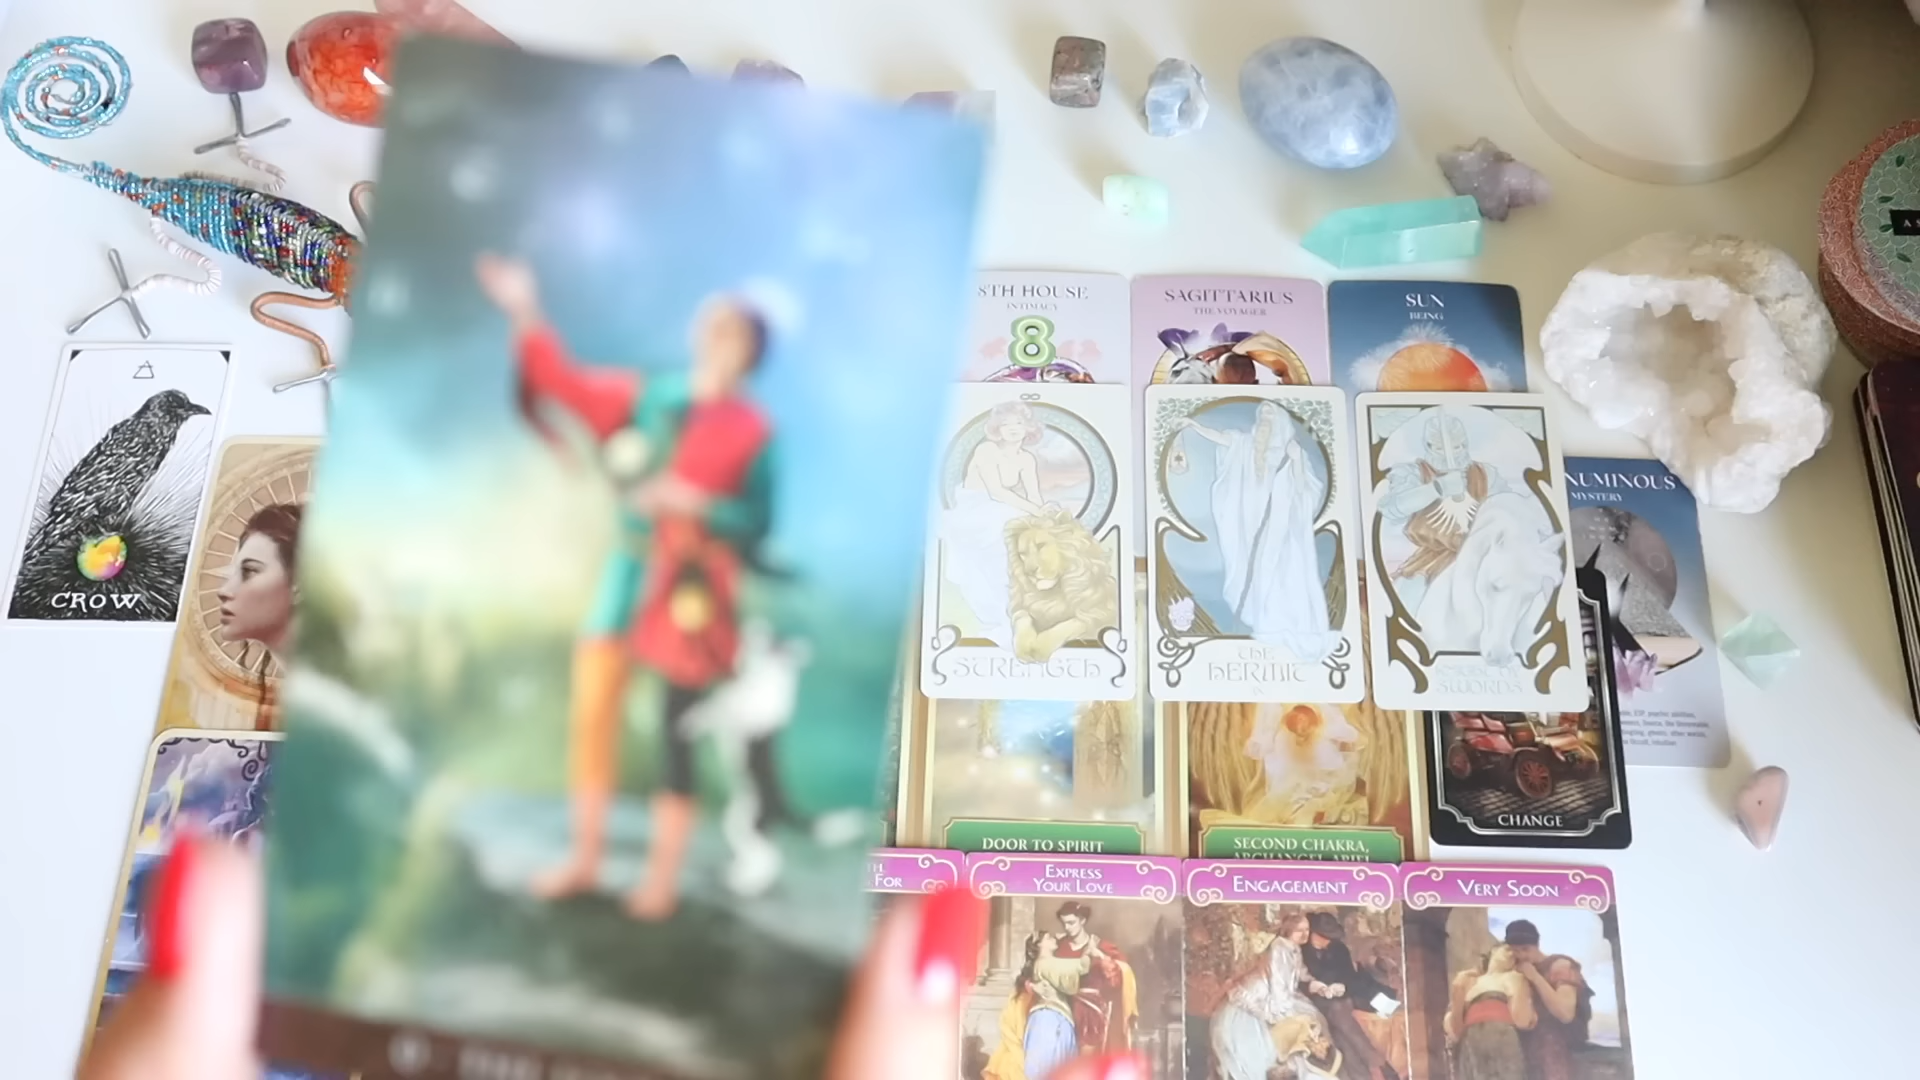 8TH HOUSE
INTIMACY
8
SAGITTARIUS
THE VOYAGER
SUN
BEING
NUMINOUS
MYSTERY
CROW
STRENGTH
THE
HERMIT
IX
SWORDS
CHANGE
DOOR TO SPIRIT
SECOND CHAKRA,
ARCHANGEL ARIEL
FOR
EXPRESS
YOUR LOVE
ENGAGEMENT
VERY SOON